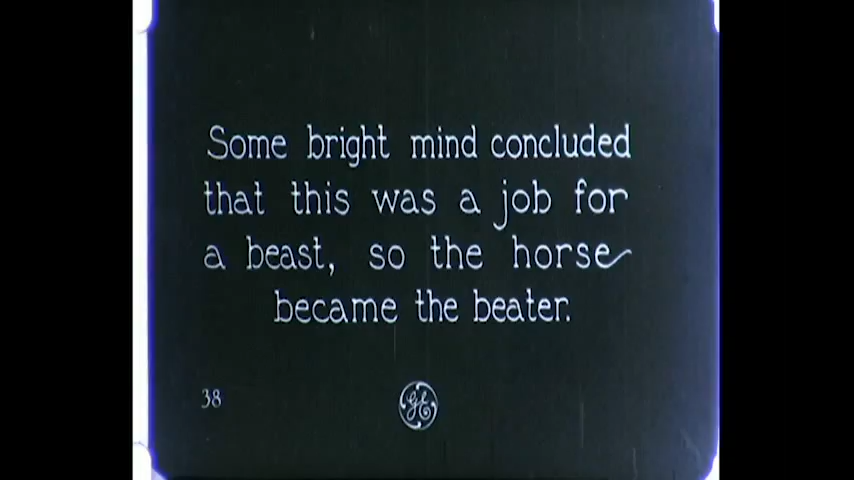 Some bright mind concluded
that this was a job for
a beast, so the horse
became the beater.
38
GE